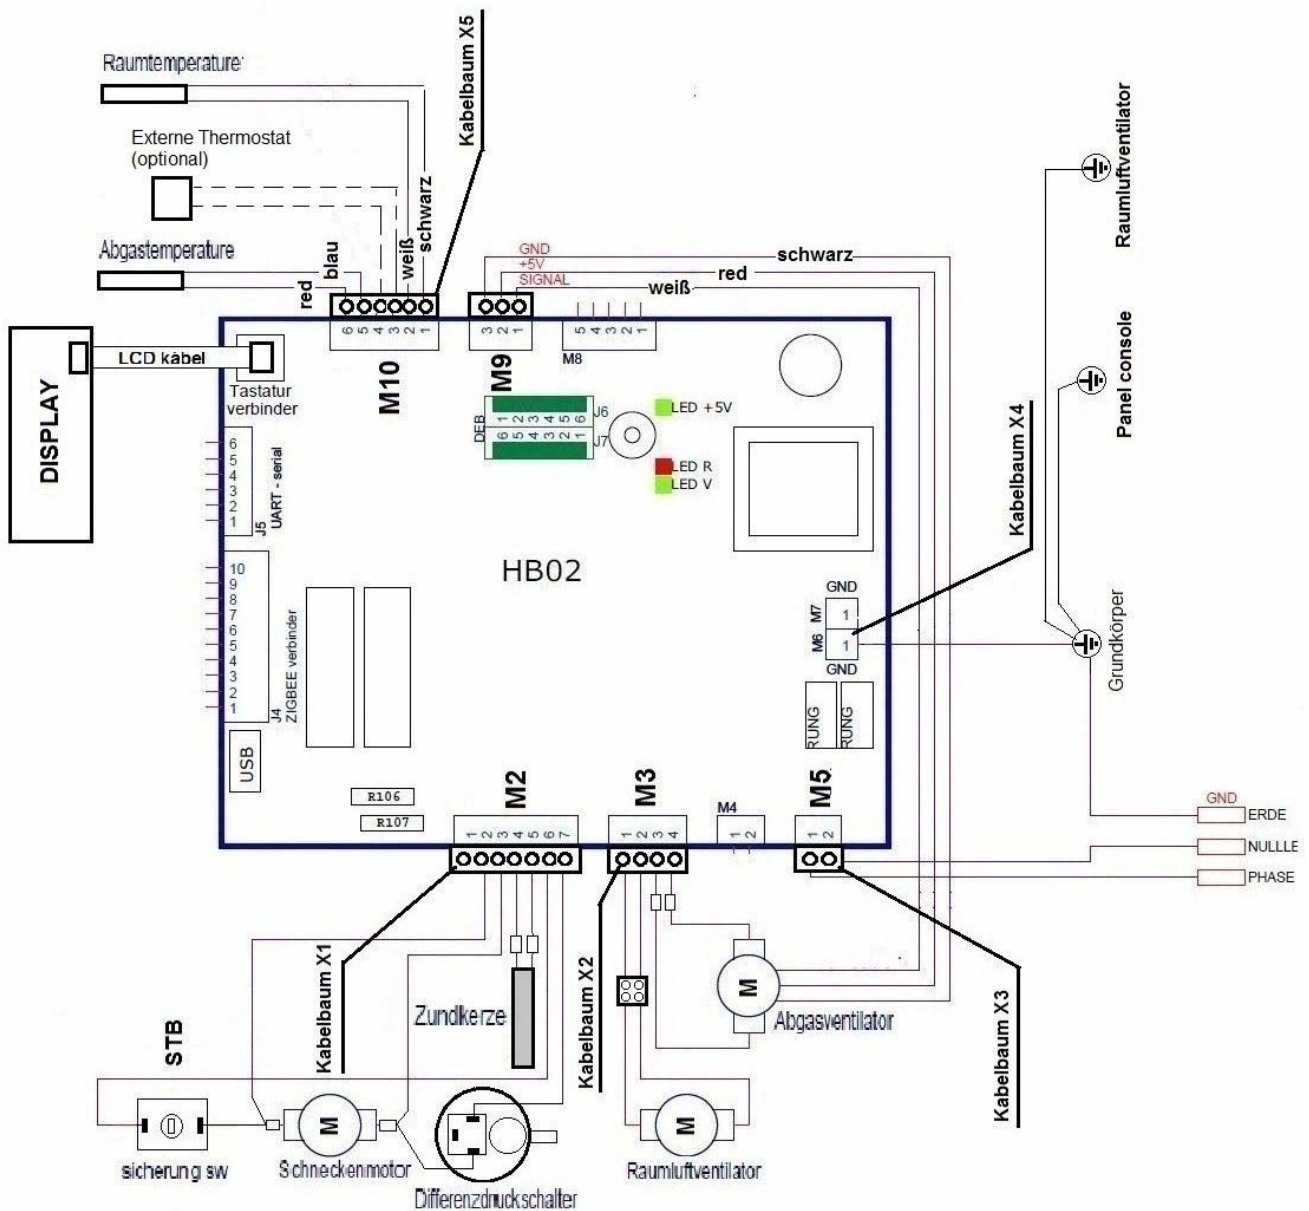 Raumtemperature
Externe Thermostat
(optional)
Abgastemperature
red
blau
weiß
schwarz
Kabelbaum X5
GND
+5V
SIGNAL
schwarz
red
weiß
Raumluftventilator
Panel console
Kabelbaum X4
Grundkörper
DISPLAY
LCD kábel
Tastatur
verbinder
6 5 4 3 2 1
M10
3 2 1
M9
5 4 3 2 1
M8
DEB
1 2 3 4 5 6
J6
6 5 4 3 2 1
J7
LED +5V
LED R
LED V
6
5
4
3
2
1
J5
UART - serial
10
9
8
7
6
5
4
3
2
1
J4
ZIGBEE verbinder
USB
HB02
GND
M7
1
M6
1
GND
RUNG
RUNG
R106
R107
M2
1 2 3 4 5 6 7
M3
1 2 3 4
M4
1 2
M5
1 2
GND
ERDE
NULLLE
PHASE
Kabelbaum X1
Kabelbaum X2
Kabelbaum X3
Zundkerze
STB
sicherung sw
M
Schneckenmotor
Differenzdruckschalter
M
Raumluftventilator
M
Abgasventilator